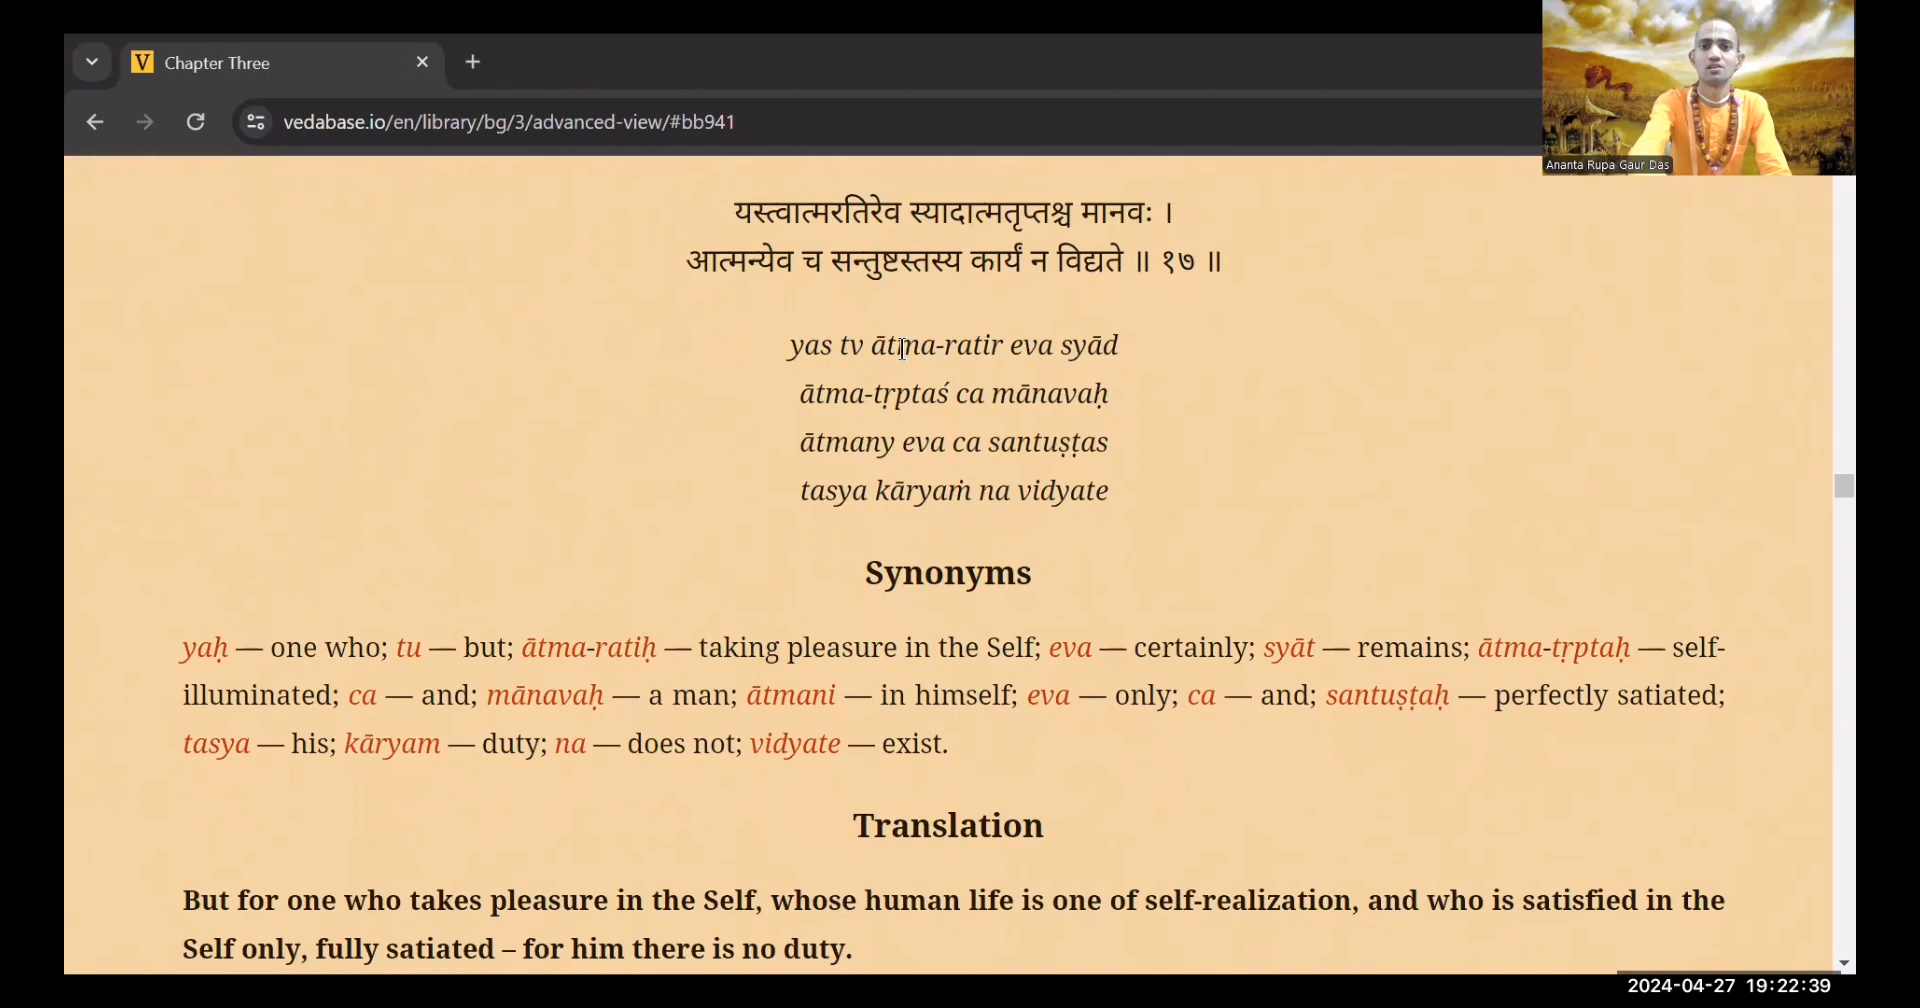 V Chapter Three
vedabase.io/en/library/bg/3/advanced-view/#bb941
Ananta Rupa Gaur Das
यस्त्वात्मरतिरेव स्यादात्मतृप्तश्च मानवः ।
आत्मन्येव च सन्तुष्टस्तस्य कार्यं न विद्यते ॥ १७ ॥
yas tv ātma-ratir eva syād
ātma-tṛptaś ca mānavaḥ
ātmany eva ca santuṣṭas
tasya kāryaṁ na vidyate
Synonyms
yaḥ — one who; tu — but; ātma-ratiḥ — taking pleasure in the Self; eva — certainly; syāt — remains; ātma-tṛptaḥ — self-
illuminated; ca — and; mānavaḥ — a man; ātmani — in himself; eva — only; ca — and; santuṣṭaḥ — perfectly satiated;
tasya — his; kāryam — duty; na — does not; vidyate — exist.
Translation
But for one who takes pleasure in the Self, whose human life is one of self-realization, and who is satisfied in the
Self only, fully satiated – for him there is no duty.
2024-04-27 19:22:39